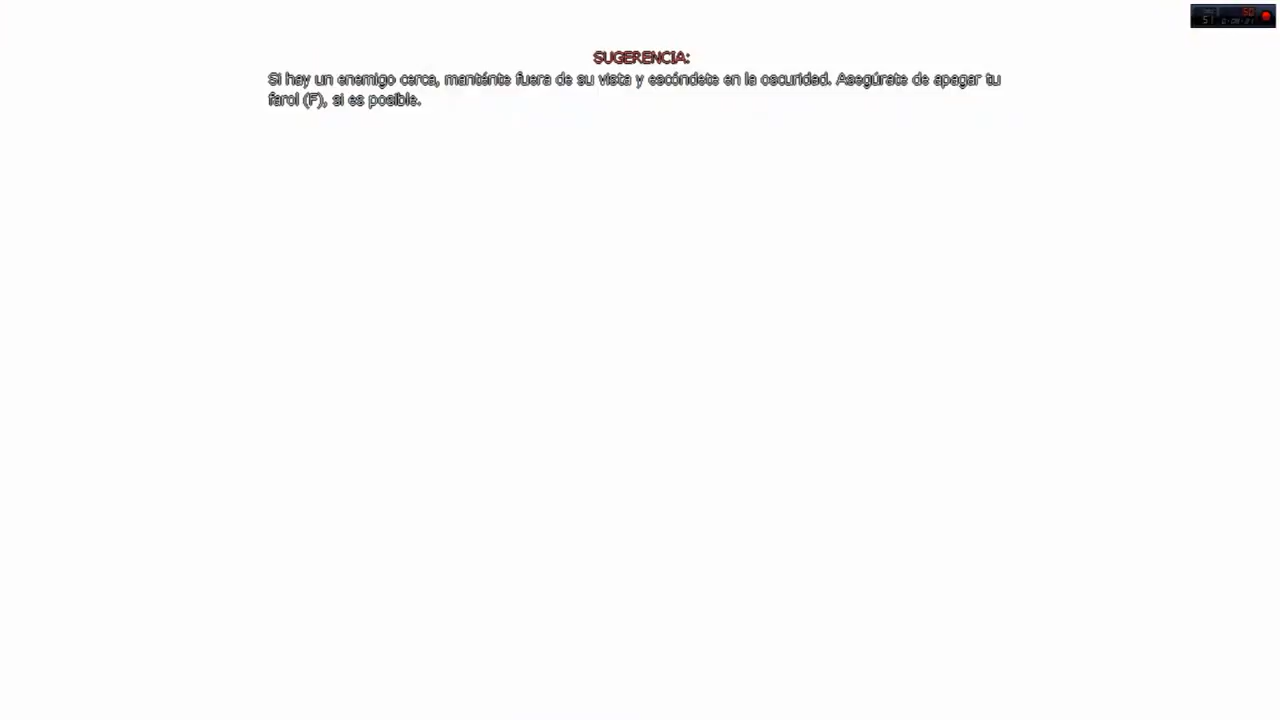 SUGERENCIA:
Si hay un enemigo cerca, manténte fuera de su vista y escóndete en la oscuridad. Asegúrate de apagar tu
farol (F), si es posible.